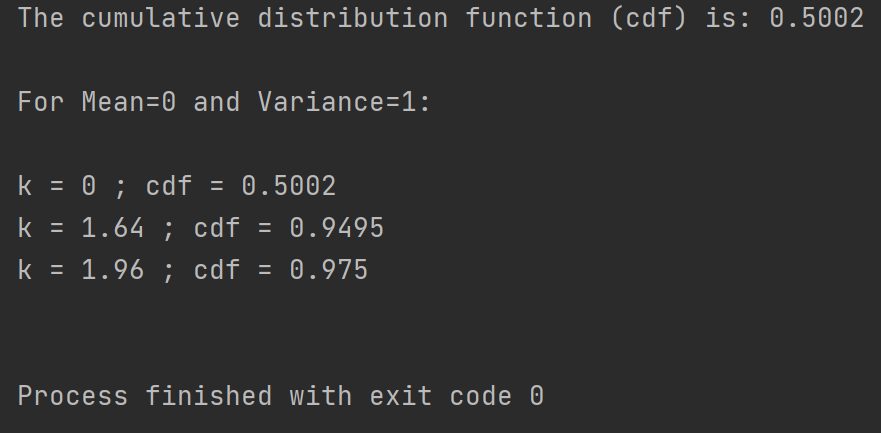 The cumulative distribution function (cdf) is: 0.5002
For Mean=0 and Variance=1:
k = 0 ; cdf = 0.5002
k = 1.64 ; cdf = 0.9495
k = 1.96 ; cdf = 0.975
Process finished with exit code 0